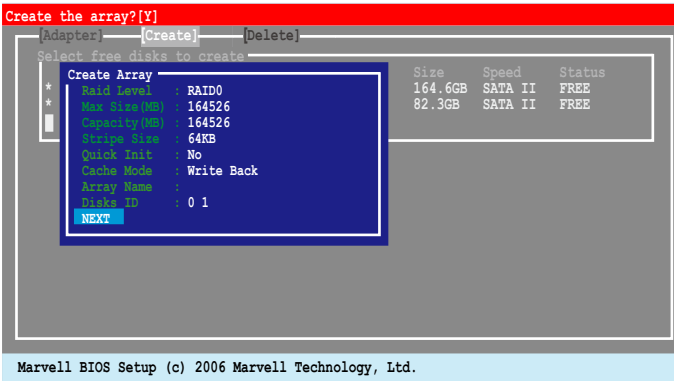 Create the array?[Y]
[Adapter] [Create] [Delete]
Select free disks to create
Size Speed Status
* 164.6GB SATA II FREE
* 82.3GB SATA II FREE
Create Array
Raid Level : RAID0
Max Size(MB) : 164526
Capacity(MB) : 164526
Stripe Size : 64KB
Quick Init : No
Cache Mode : Write Back
Array Name :
Disks ID : 0 1
NEXT
Marvell BIOS Setup (c) 2006 Marvell Technology, Ltd.